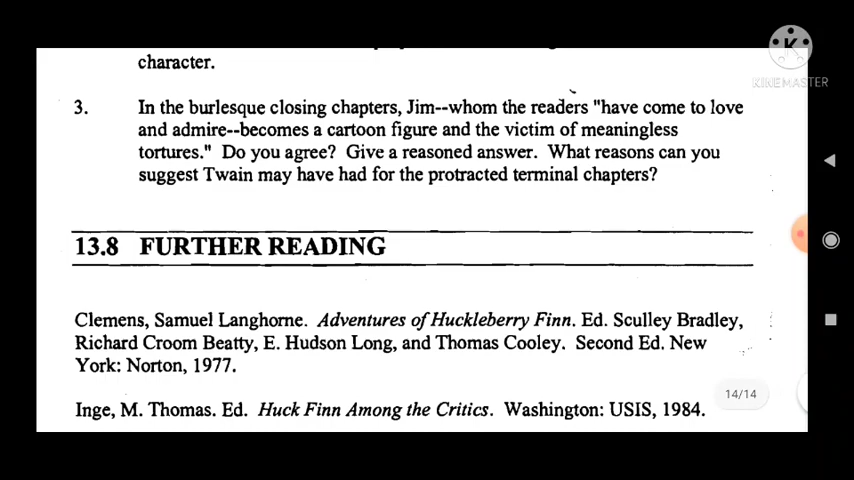 character.
K
KINEMASTER
3. In the burlesque closing chapters, Jim--whom the readers "have come to love
and admire--becomes a cartoon figure and the victim of meaningless
tortures." Do you agree? Give a reasoned answer. What reasons can you
suggest Twain may have had for the protracted terminal chapters?
13.8 FURTHER READING
Clemens, Samuel Langhorne. Adventures of Huckleberry Finn. Ed. Sculley Bradley,
Richard Croom Beatty, E. Hudson Long, and Thomas Cooley. Second Ed. New
York: Norton, 1977.
14/14
Inge, M. Thomas. Ed. Huck Finn Among the Critics. Washington: USIS, 1984.